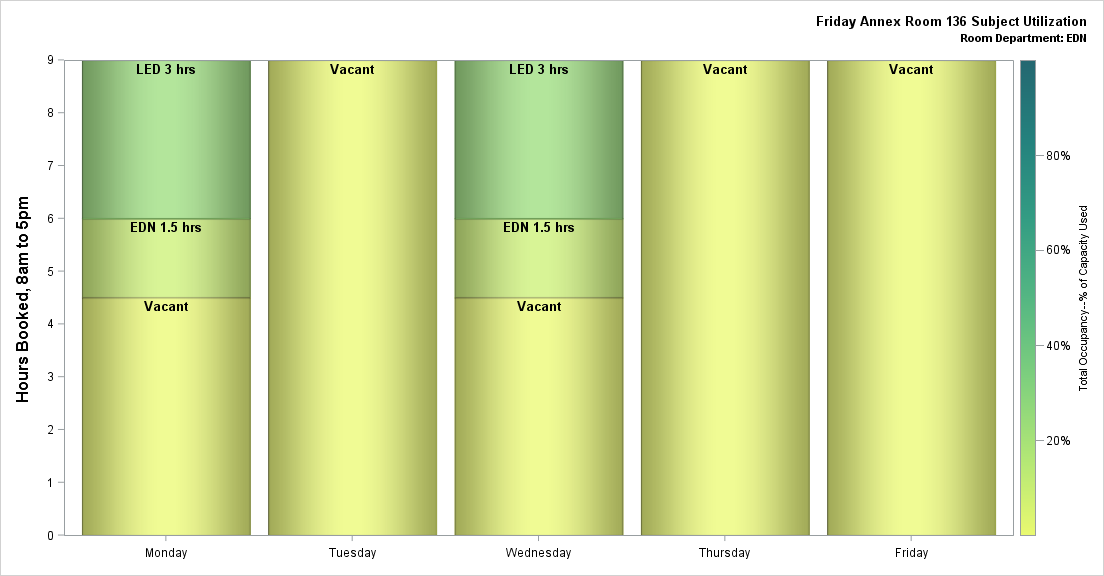 Friday Annex Room 136 Subject Utilization
Room Department: EDN
Hours Booked, 8am to 5pm
9
8
7
6
5
4
3
2
1
0
LED 3 hrs
EDN 1.5 hrs
Vacant
Vacant
LED 3 hrs
EDN 1.5 hrs
Vacant
Vacant
Vacant
Monday
Tuesday
Wednesday
Thursday
Friday
80%
60%
40%
20%
Total Occupancy--% of Capacity Used